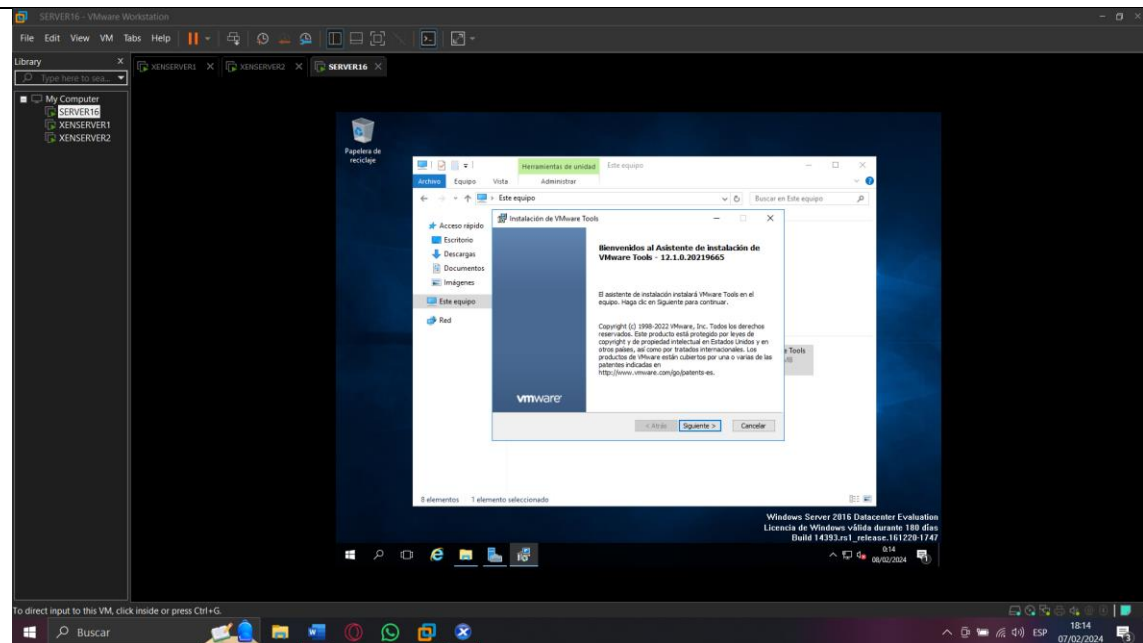 SERVER16 - VMware Workstation
File Edit View VM Tabs Help
Library X
Type here to sea...
XENSERVER1 X XENSERVER2 X SERVER16 X
My Computer
SERVER16
XENSERVER1
XENSERVER2
Papelera de
reciclaje
Herramientas de unidad Este equipo
Archivo Equipo Vista Administrar
Este equipo
Buscar en Este equipo
Acceso rápido
Escritorio
Descargas
Documentos
Imágenes
Este equipo
Red
Instalación de VMware Tools
Bienvenidos al Asistente de instalación de
VMware Tools - 12.1.0.20219665
El asistente de instalación instalará VMware Tools en el
equipo. Haga clic en Siguiente para continuar.
Copyright (c) 1998-2022 VMware, Inc. Todos los derechos
reservados. Este producto está protegido por leyes de
copyright y de propiedad intelectual en Estados Unidos y en
otros países, así como por tratados internacionales. Los
productos de VMware están cubiertos por una o varias de las
patentes indicadas en
http://www.vmware.com/go/patents-es.
vmware
< Atrás Siguiente > Cancelar
Tools
8 elementos 1 elemento seleccionado
Windows Server 2016 Datacenter Evaluation
Licencia de Windows válida durante 180 días
Build 14393.rs1_release.161220-1747
0:14
08/02/2024
To direct input to this VM, click inside or press Ctrl+G.
Buscar
ESP
18:14
07/02/2024